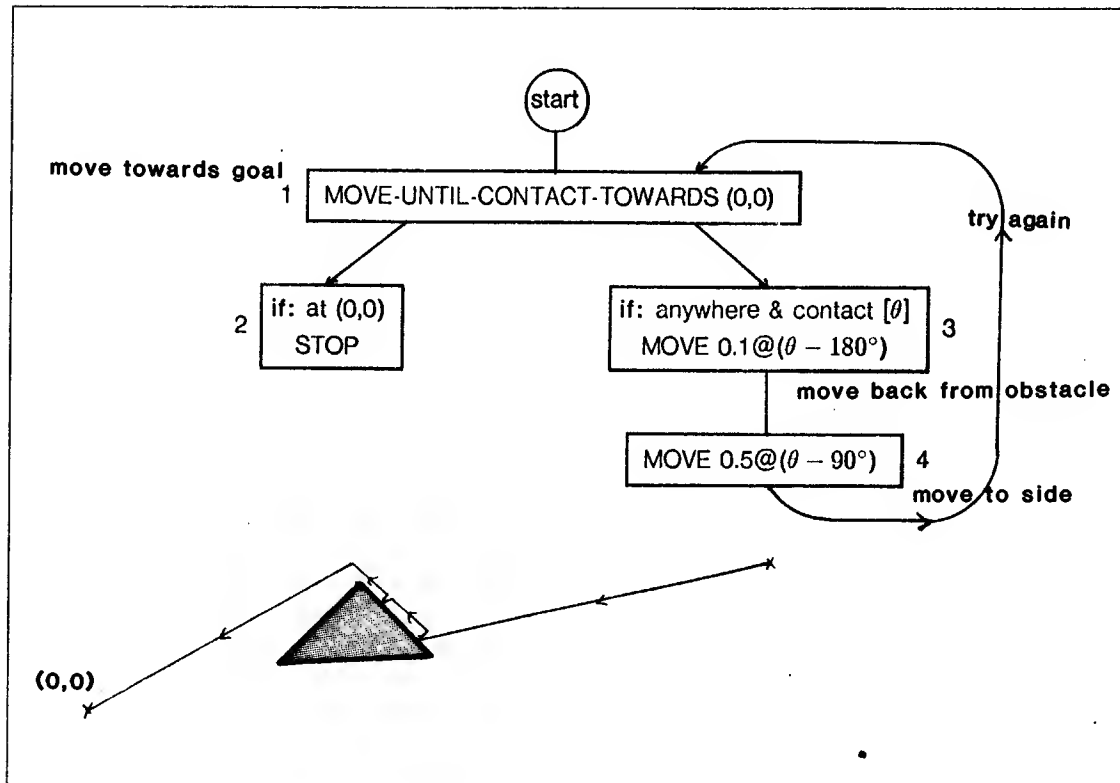 start
move towards goal
1
MOVE-UNTIL-CONTACT-TOWARDS (0,0)
try again
2
if: at (0,0)
STOP
if: anywhere & contact [θ]
MOVE 0.1@(θ − 180°)
3
move back from obstacle
MOVE 0.5@(θ − 90°)
4
move to side
(0,0)